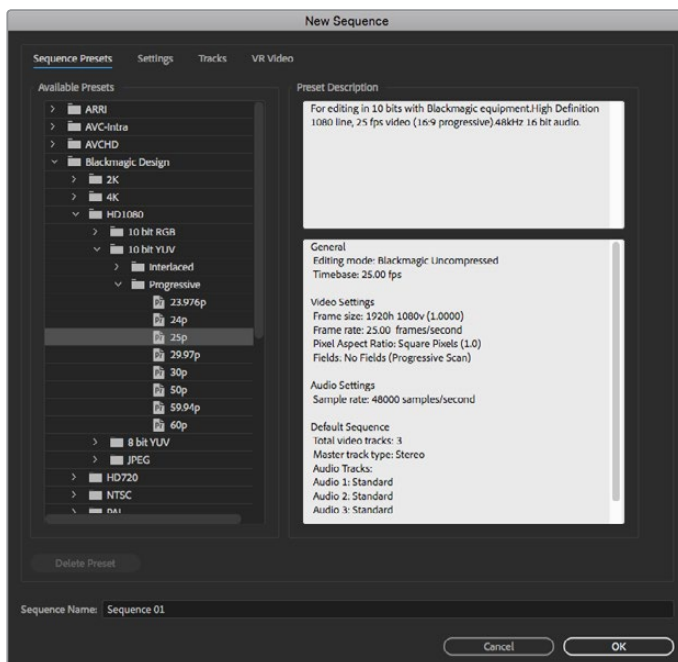 New Sequence
Sequence Presets Settings Tracks VR Video
Available Presets
ARRI
AVC-Intra
AVCHD
Blackmagic Design
2K
4K
HD1080
10 bit RGB
10 bit YUV
Interlaced
Progressive
23.976p
24p
25p
29.97p
30p
50p
59.94p
60p
8 bit YUV
JPEG
HD720
NTSC
PAL
Delete Preset
Preset Description
For editing in 10 bits with Blackmagic equipment.High Definition
1080 line, 25 fps video (16:9 progressive).48kHz 16 bit audio.
General
Editing mode: Blackmagic Uncompressed
Timebase: 25.00 fps
Video Settings
Frame size: 1920h 1080v (1.0000)
Frame rate: 25.00 frames/second
Pixel Aspect Ratio: Square Pixels (1.0)
Fields: No Fields (Progressive Scan)
Audio Settings
Sample rate: 48000 samples/second
Default Sequence
Total video tracks: 3
Master track type: Stereo
Audio Tracks:
Audio 1: Standard
Audio 2: Standard
Audio 3: Standard
Sequence Name: Sequence 01
Cancel OK